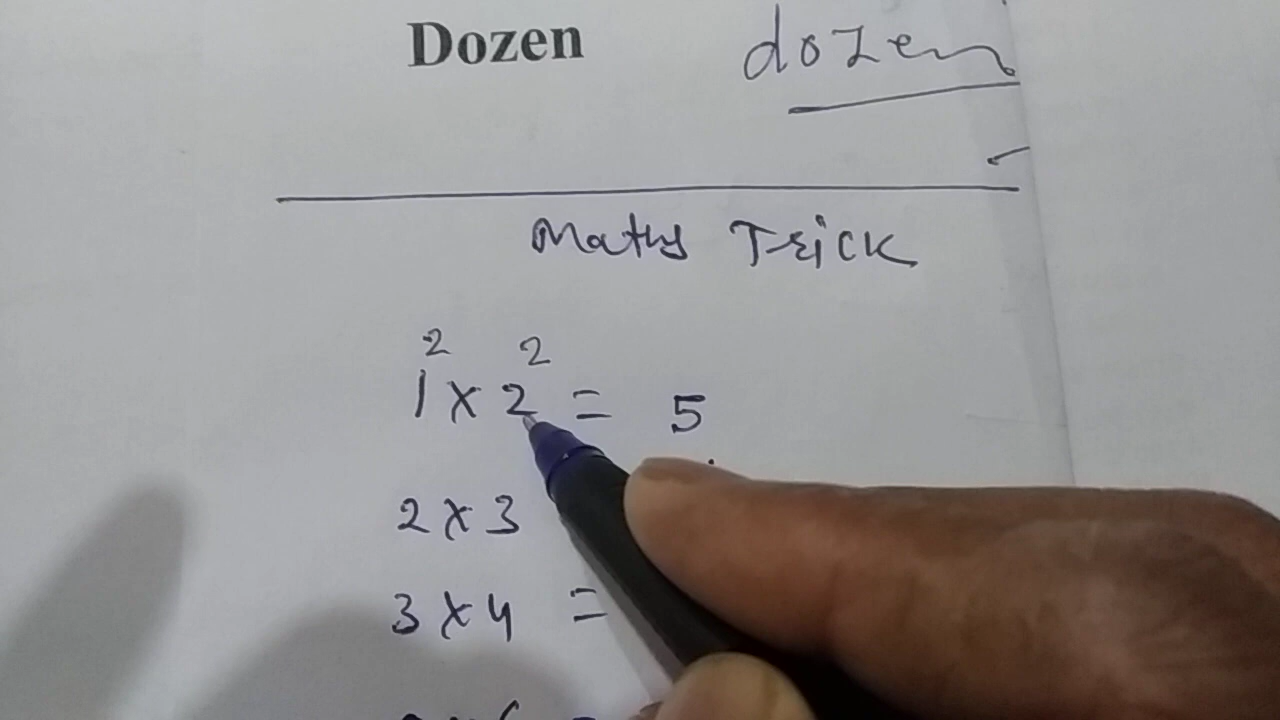 Dozen dozen
Maths Trick
1² x 2² = 5
2 x 3
3 x 4 =